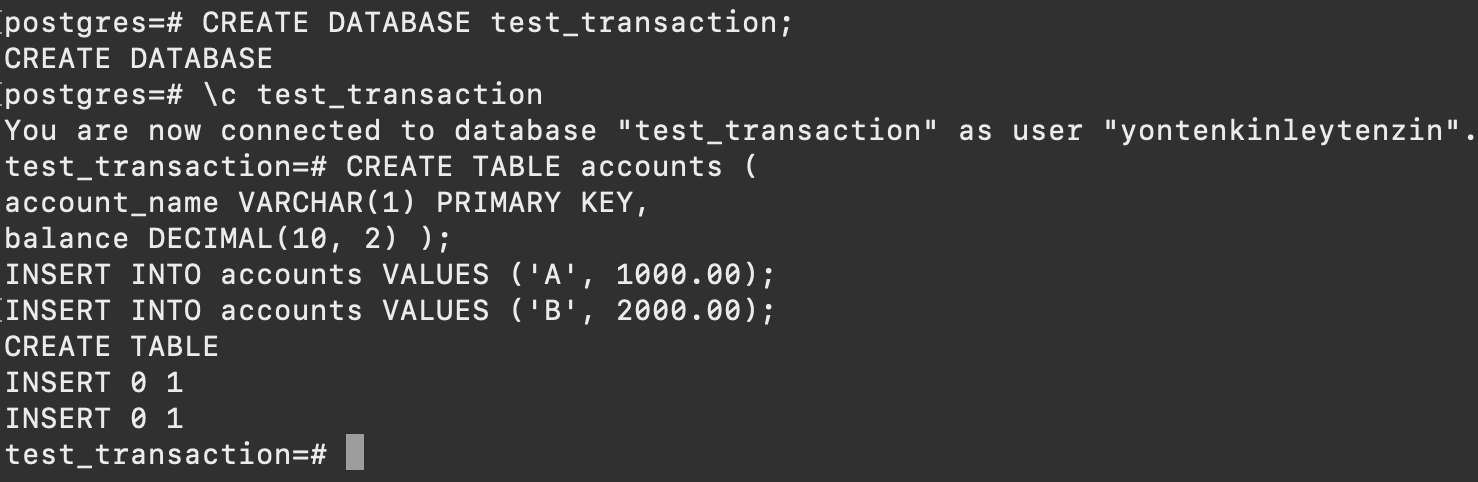 postgres=# CREATE DATABASE test_transaction;
CREATE DATABASE
postgres=# \c test_transaction
You are now connected to database "test_transaction" as user "yontenkinleytenzin".
test_transaction=# CREATE TABLE accounts (
account_name VARCHAR(1) PRIMARY KEY,
balance DECIMAL(10, 2) );
INSERT INTO accounts VALUES ('A', 1000.00);
INSERT INTO accounts VALUES ('B', 2000.00);
CREATE TABLE
INSERT 0 1
INSERT 0 1
test_transaction=#